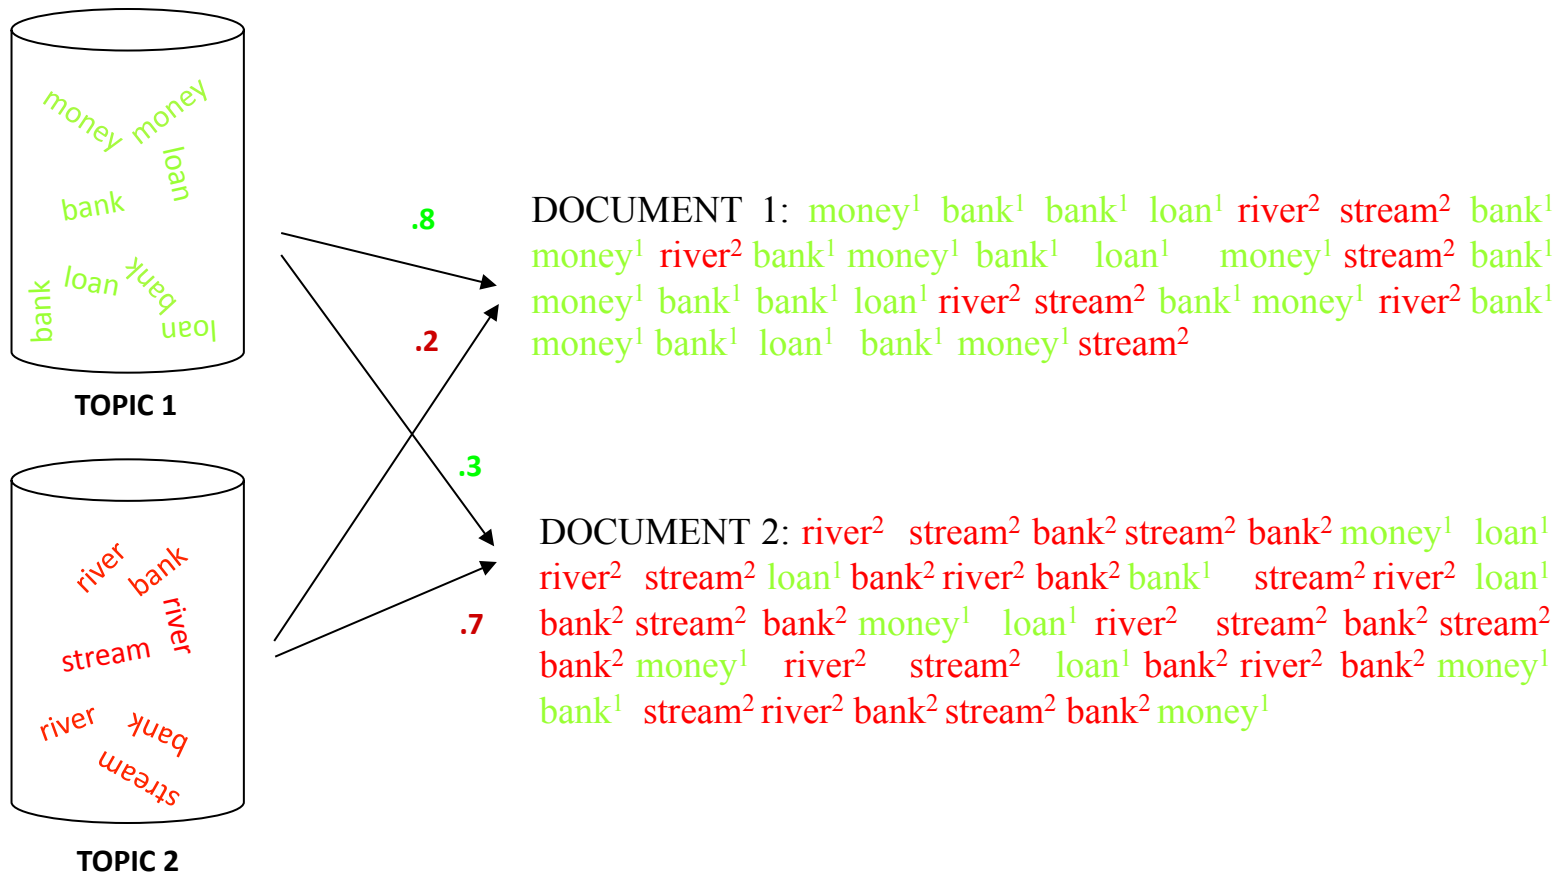 money
money
loan
bank
loan
bank
bank
loan
TOPIC 1
river
bank
river
stream
river
bank
stream
TOPIC 2
.8
.2
.3
.7
DOCUMENT 1: money¹ bank¹ bank¹ loan¹ river² stream² bank¹
money¹ river² bank¹ money¹ bank¹ loan¹ money¹ stream² bank¹
money¹ bank¹ bank¹ loan¹ river² stream² bank¹ money¹ river² bank¹
money¹ bank¹ loan¹ bank¹ money¹ stream²
DOCUMENT 2: river² stream² bank² stream² bank² money¹ loan¹
river² stream² loan¹ bank² river² bank² bank¹ stream² river² loan¹
bank² stream² bank² money¹ loan¹ river² stream² bank² stream²
bank² money¹ river² stream² loan¹ bank² river² bank² money¹
bank¹ stream² river² bank² stream² bank² money¹